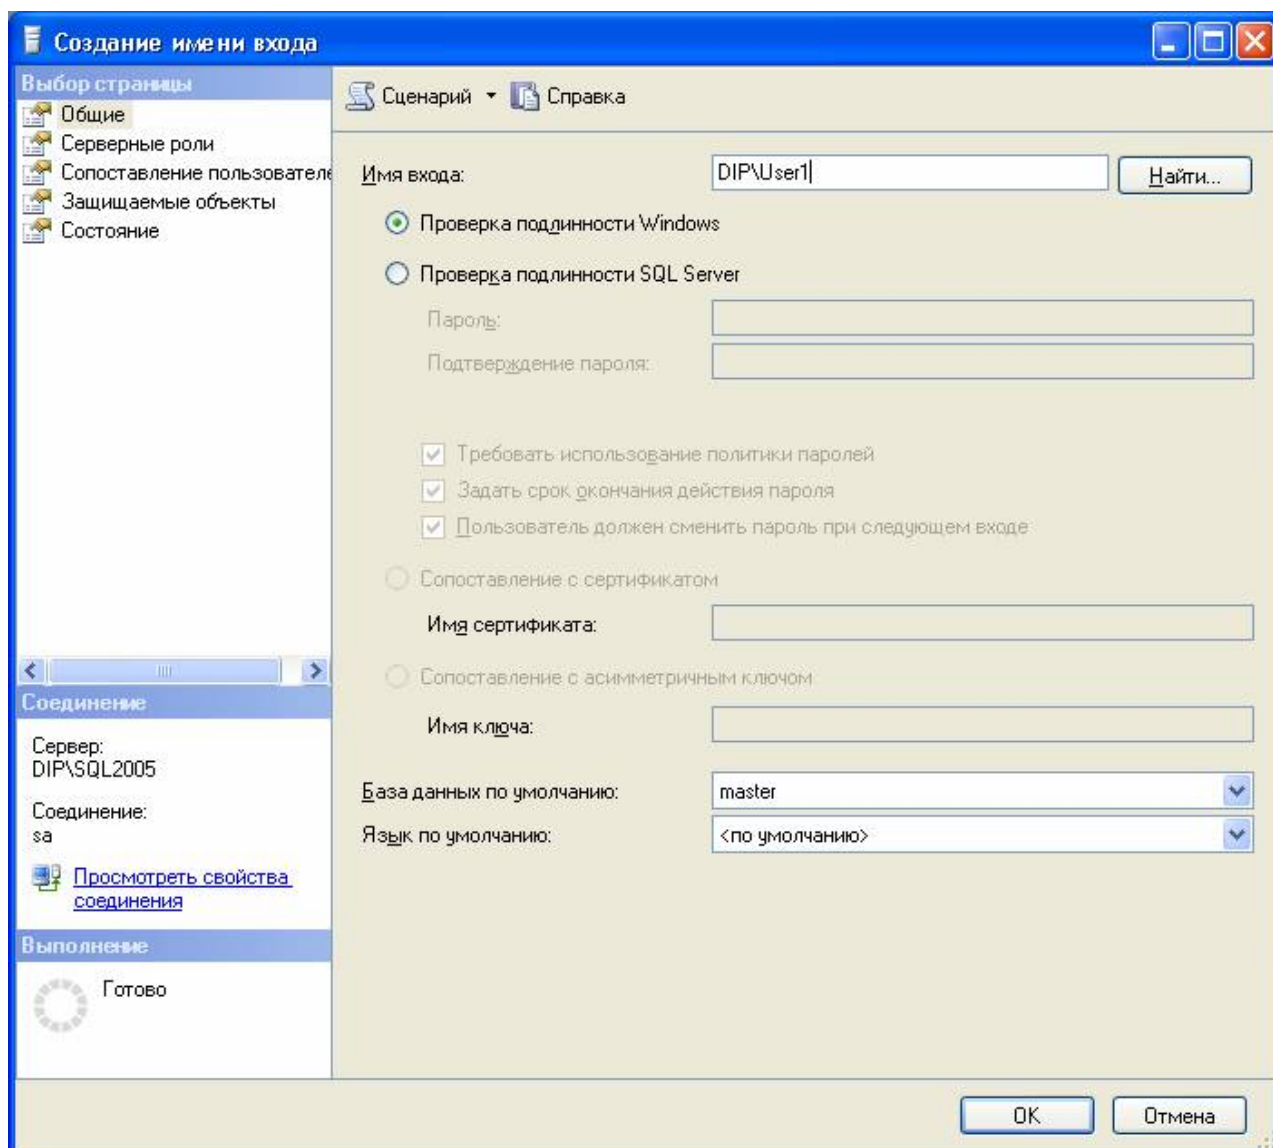 Создание имени входа
Выбор страницы
Общие
Серверные роли
Сопоставление пользователе
Защищаемые объекты
Состояние
Сценарий
Справка
Имя входа:
DIP\User1
Найти...
Проверка подлинности Windows
Проверка подлинности SQL Server
Пароль:
Подтверждение пароля:
Требовать использование политики паролей
Задать срок окончания действия пароля
Пользователь должен сменить пароль при следующем входе
Сопоставление с сертификатом
Имя сертификата:
Сопоставление с асимметричным ключом
Имя ключа:
База данных по умолчанию:
master
Язык по умолчанию:
<по умолчанию>
Соединение
Сервер:
DIP\SQL2005
Соединение:
sa
Просмотреть свойства
соединения
Выполнение
Готово
OK
Отмена